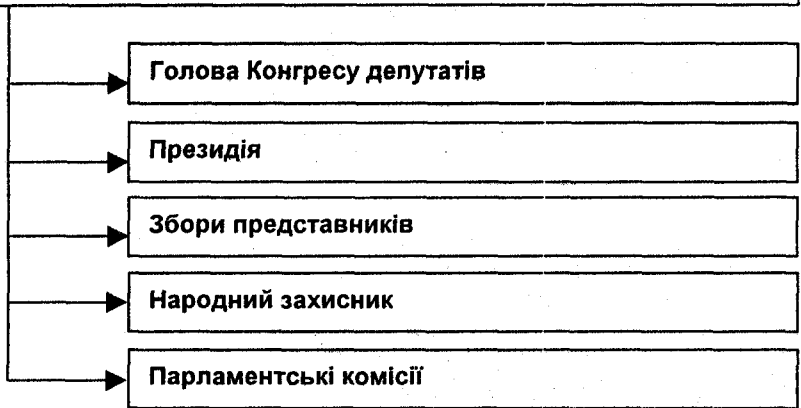 Голова Конгресу депутатів
Президія
Збори представників
Народний захисник
Парламентські комісії